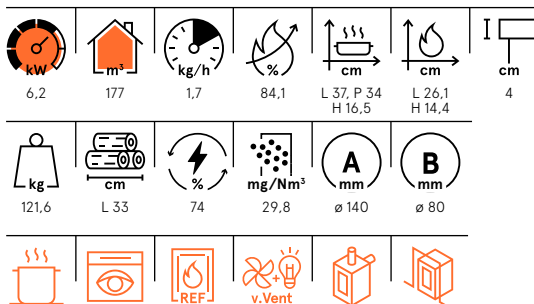 kW
m³
kg/h
%
cm
cm
cm
6,2
177
1,7
84,1
L 37, P 34
H 16,5
L 26,1
H 14,4
4
kg
cm
%
mg/Nm³
A
mm
B
mm
121,6
L 33
74
29,8
ø 140
ø 80
REF
v.Vent